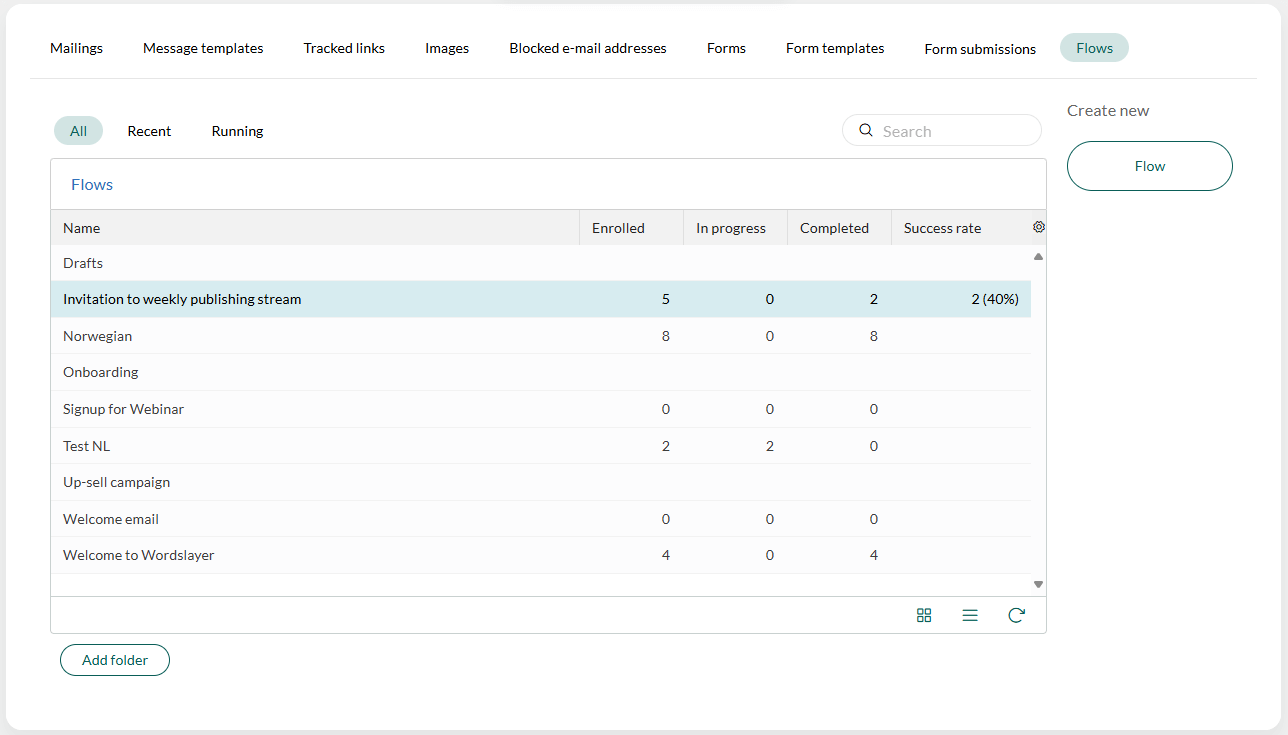 Mailings Message templates Tracked links Images Blocked e-mail addresses Forms Form templates Form submissions Flows
All Recent Running Search
Create new
Flow
Flows
Name Enrolled In progress Completed Success rate
Drafts
Invitation to weekly publishing stream 5 0 2 2 (40%)
Norwegian 8 0 8
Onboarding
Signup for Webinar 0 0 0
Test NL 2 2 0
Up-sell campaign
Welcome email 0 0 0
Welcome to Wordslayer 4 0 4
Add folder